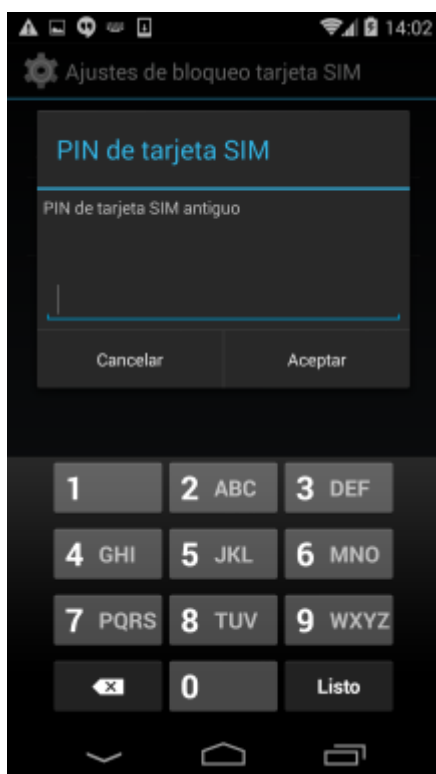 14:02
Ajustes de bloqueo tarjeta SIM
PIN de tarjeta SIM
PIN de tarjeta SIM antiguo
Cancelar Aceptar
1 2 ABC 3 DEF
4 GHI 5 JKL 6 MNO
7 PQRS 8 TUV 9 WXYZ
0 Listo